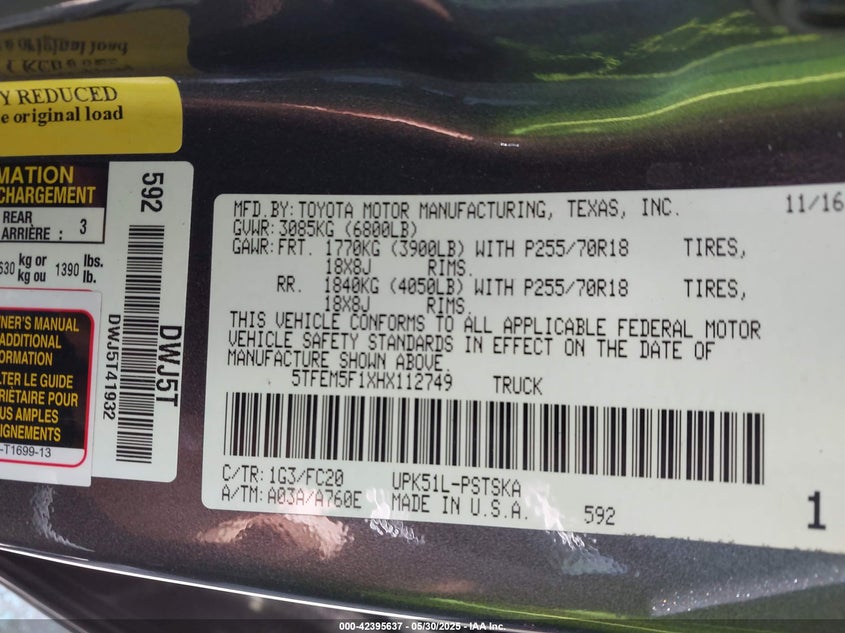 Y REDUCED
e original load
MATION
CHARGEMENT
REAR
ARRIÈRE : 3
630 kg or 1390 lbs.
kg ou lb.
NER'S MANUAL
ADDITIONAL
FORMATION
LTER LE GUIDE
RIÉTAIRE POUR
US AMPLES
IGNEMENTS
-T1699-13
592
DWJ5T
DWJ5T41932
MFD.BY:TOYOTA MOTOR MANUFACTURING, TEXAS, INC. 11/16
GVWR: 3085KG (6800LB)
GAWR:FRT. 1770KG (3900LB) WITH P255/70R18 TIRES,
18X8J RIMS.
RR. 1840KG (4050LB) WITH P255/70R18 TIRES,
18X8J RIMS.
THIS VEHICLE CONFORMS TO ALL APPLICABLE FEDERAL MOTOR
VEHICLE SAFETY STANDARDS IN EFFECT ON THE DATE OF
MANUFACTURE SHOWN ABOVE.
5TFEM5F1XHX112749 TRUCK
C/TR: 1G3/FC20 UPK51L-PSTSKA
A/TM: A03A/A760E MADE IN U.S.A. 592
1
000-42395637 - 05/30/2025 - IAA Inc.